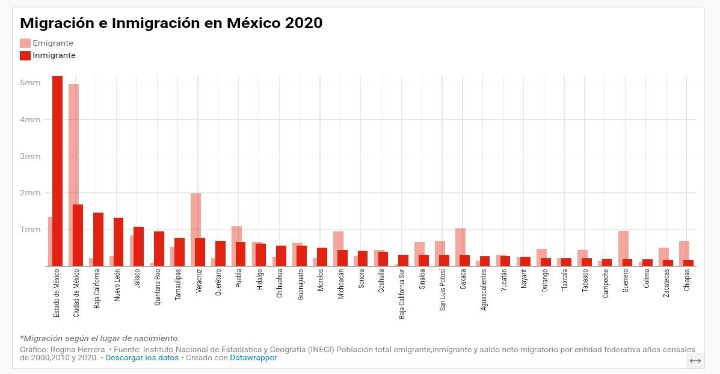 Migración e Inmigración en México 2020
Emigrante
Inmigrante
5mm
4mm
3mm
2mm
1mm
Estado de México
Ciudad de México
Baja California
Nuevo León
Jalisco
Quintana Roo
Tamaulipas
Veracruz
Querétaro
Puebla
Hidalgo
Chihuahua
Guanajuato
Morelos
Michoacán
Sonora
Coahuila
Baja California Sur
Sinaloa
San Luis Potosí
Oaxaca
Aguascalientes
Yucatán
Nayarit
Durango
Tlaxcala
Tabasco
Campeche
Guerrero
Colima
Zacatecas
Chiapas
*Migración según el lugar de nacimiento.
Gráfico: Regina Herrera • Fuente: Instituto Nacional de Estadística y Geografía (INEGI) Población total emigrante,inmigrante y saldo neto migratorio por entidad federativa años censales
de 2000,2010 y 2020. • Descargar los datos • Creado con Datawrapper